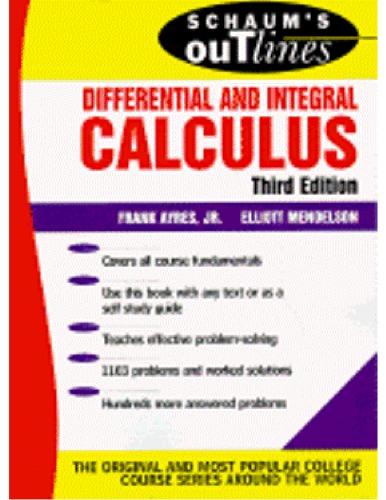 SCHAUM'S
OUTlines
DIFFERENTIAL AND INTEGRAL
CALCULUS
Third Edition
FRANK AYRES, JR. ELLIOTT MENDELSON
Covers all course fundamentals
Use this book with any text or as a
self study guide
Teaches effective problem-solving
1103 problems and worked solutions
Hundreds more answered problems
THE ORIGINAL AND MOST POPULAR COLLEGE
COURSE SERIES AROUND THE WORLD